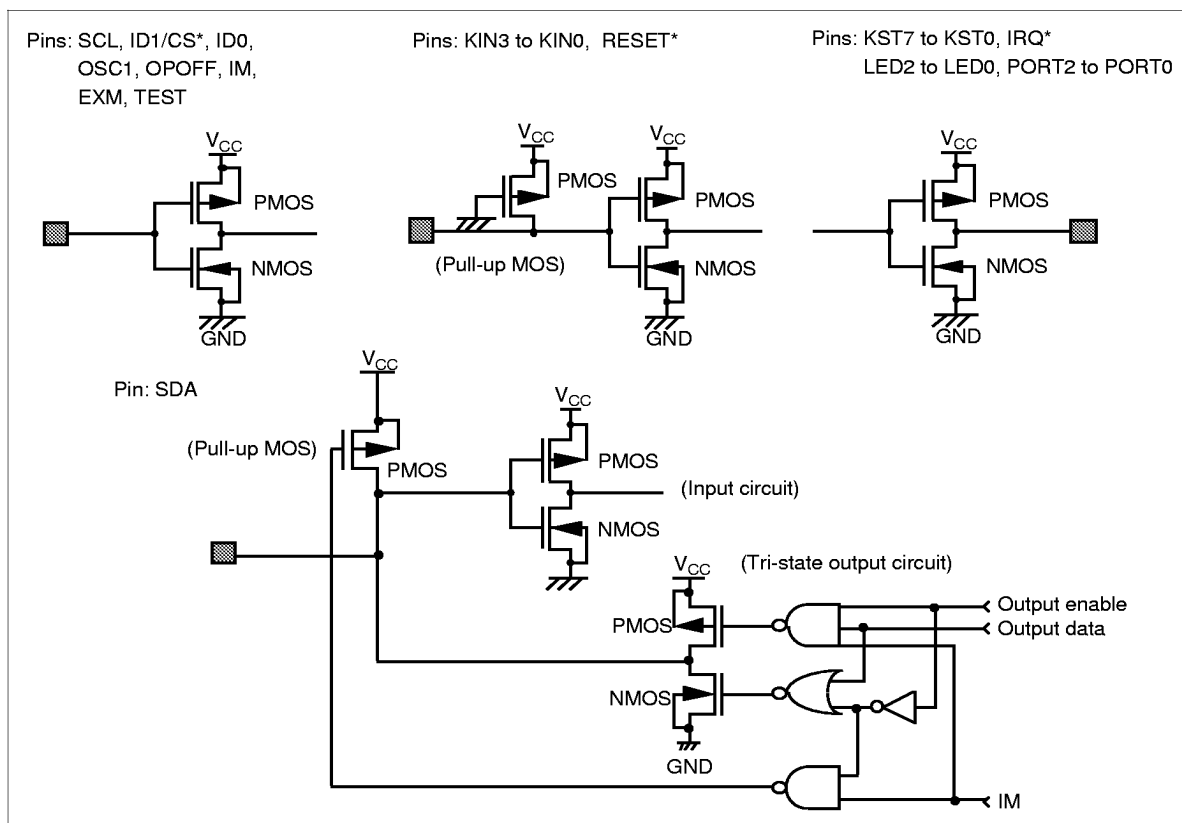 Pins: SCL, ID1/CS*, ID0,
OSC1, OPOFF, IM,
EXM, TEST
Pins: KIN3 to KIN0, RESET*
Pins: KST7 to KST0, IRQ*
LED2 to LED0, PORT2 to PORT0
VCC
PMOS
NMOS
GND
VCC
PMOS
(Pull-up MOS)
VCC
PMOS
NMOS
GND
VCC
PMOS
NMOS
GND
Pin: SDA
VCC
(Pull-up MOS)
PMOS
VCC
PMOS
NMOS
(Input circuit)
VCC
(Tri-state output circuit)
PMOS
NMOS
GND
Output enable
Output data
IM